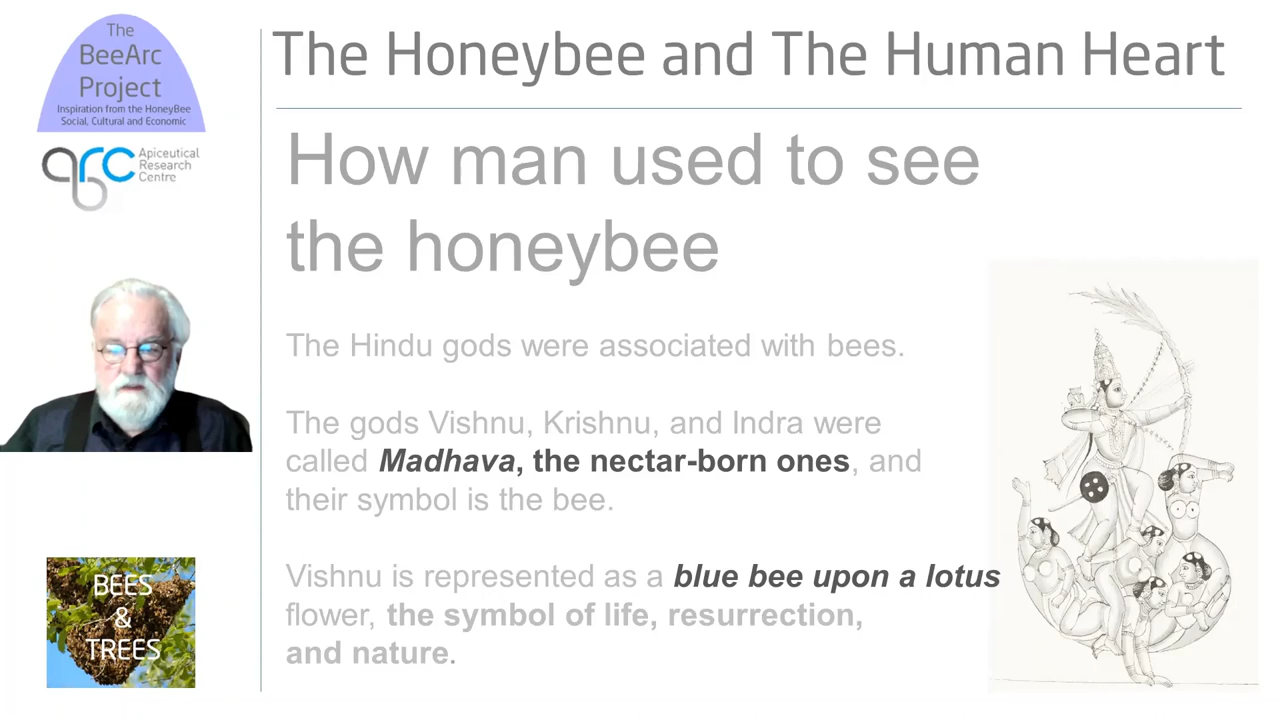 The
BeeArc
Project
Inspiration from the HoneyBee
Social, Cultural and Economic
arc
Apiceutical
Research
Centre
BEES
&
TREES
The Honeybee and The Human Heart
How man used to see
the honeybee
The Hindu gods were associated with bees.
The gods Vishnu, Krishnu, and Indra were
called Madhava, the nectar-born ones, and
their symbol is the bee.
Vishnu is represented as a blue bee upon a lotus
flower, the symbol of life, resurrection,
and nature.